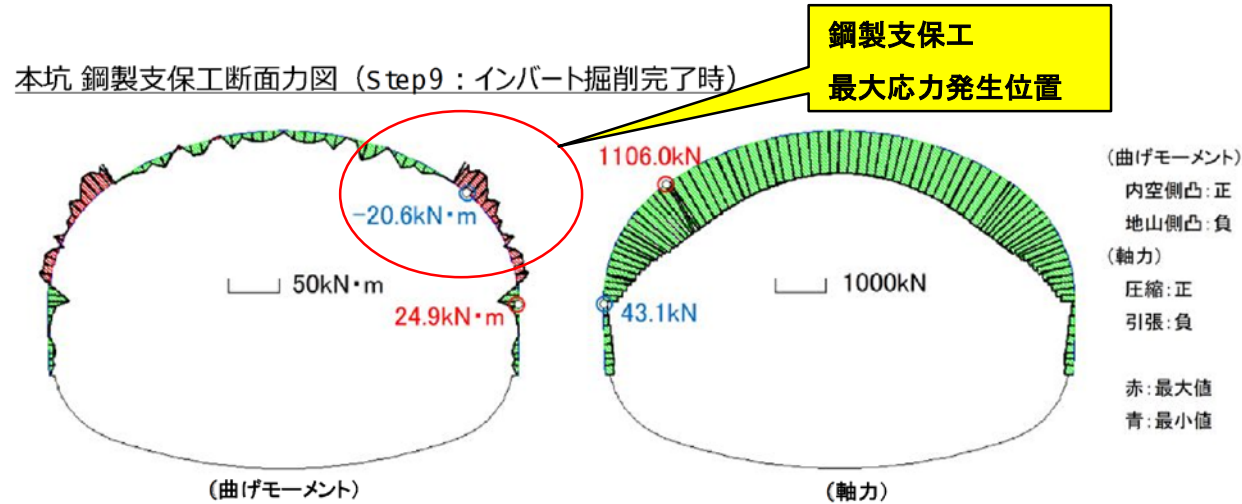 鋼製支保工
最大応力発生位置
本坑 鋼製支保工断面力図（Step9：インバート掘削完了時）
1106.0kN
-20.6kN・m
50kN・m
24.9kN・m
1000kN
43.1kN
(曲げモーメント)
内空側凸：正
地山側凸：負
(軸力)
圧縮：正
引張：負
赤：最大値
青：最小値
(曲げモーメント)
(軸力)